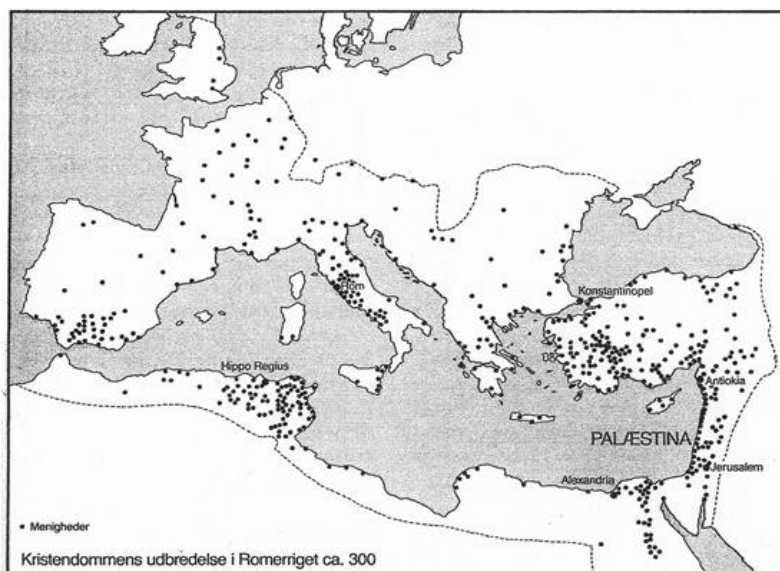 Konstantinopel
Rom
Hippo Regius
Antiokia
PALÆSTINA
Jerusalem
Alexandria
Menigheder
Kristendommens udbredelse i Romerriget ca. 300